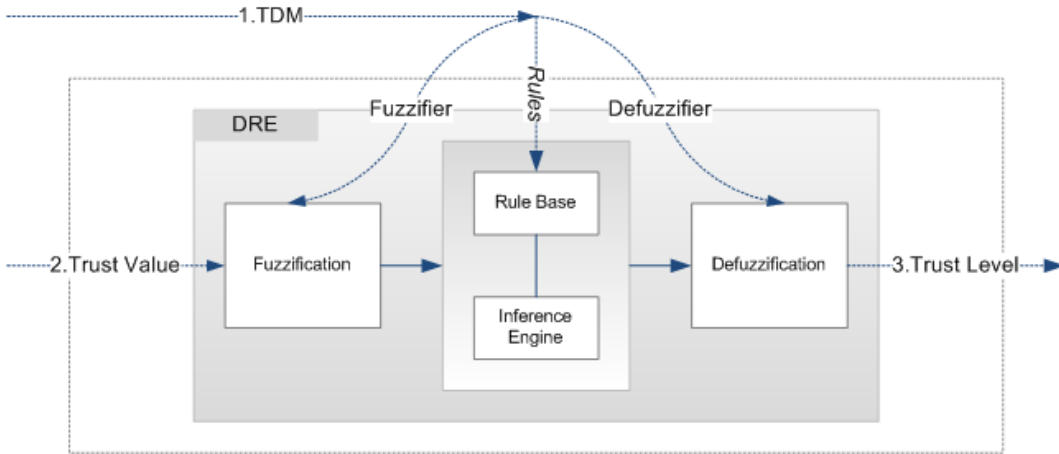 1.TDM
Rules
Fuzzifier
Defuzzifier
DRE
Rule Base
2.Trust Value
Fuzzification
Defuzzification
3.Trust Level
Inference
Engine